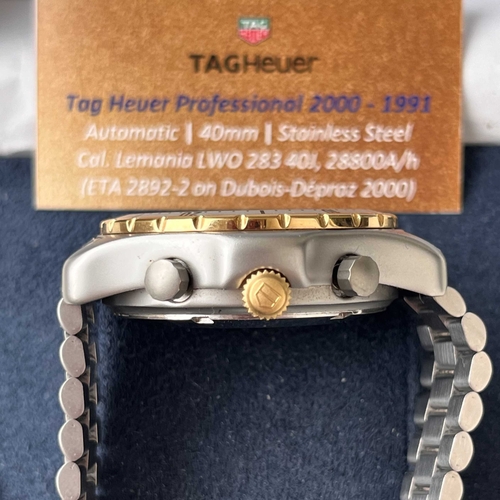 TAG
TAGHeuer
Tag Heuer Professional 2000 - 1991
Automatic | 40mm | Stainless Steel
Cal. Lemania LWO 283 40J, 28800A/h
(ETA 2892-2 on Dubois-Dépraz 2000)